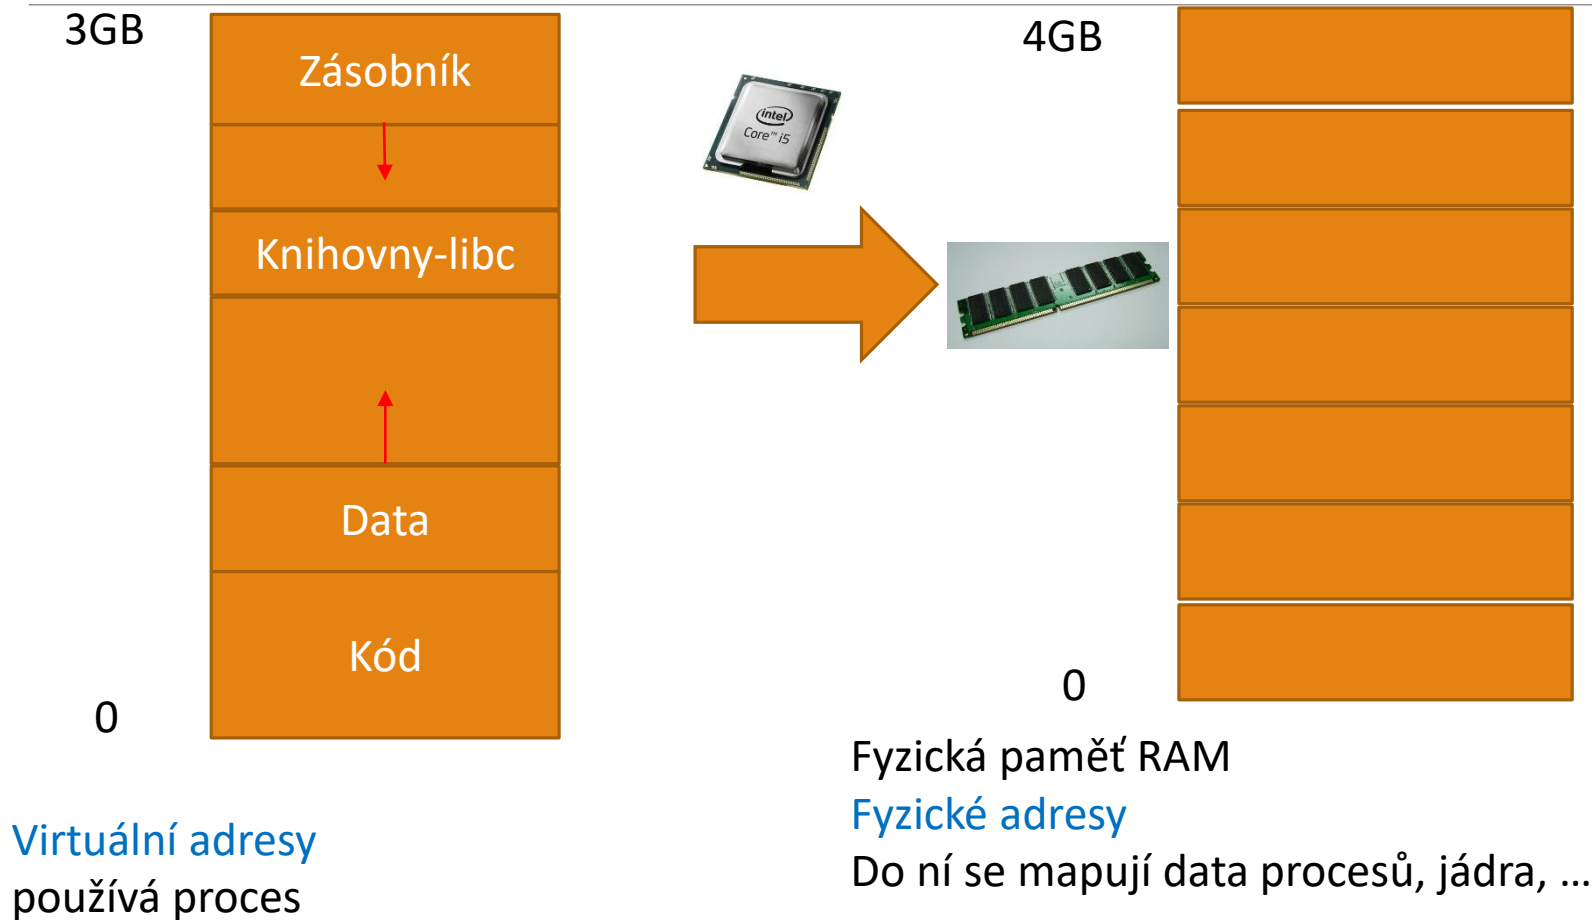 3GB
Zásobník
Knihovny-libc
Data
Kód
0
Virtuální adresy
používá proces
intel
Core™ i5
4GB
0
Fyzická paměť RAM
Fyzické adresy
Do ní se mapují data procesů, jádra, ...